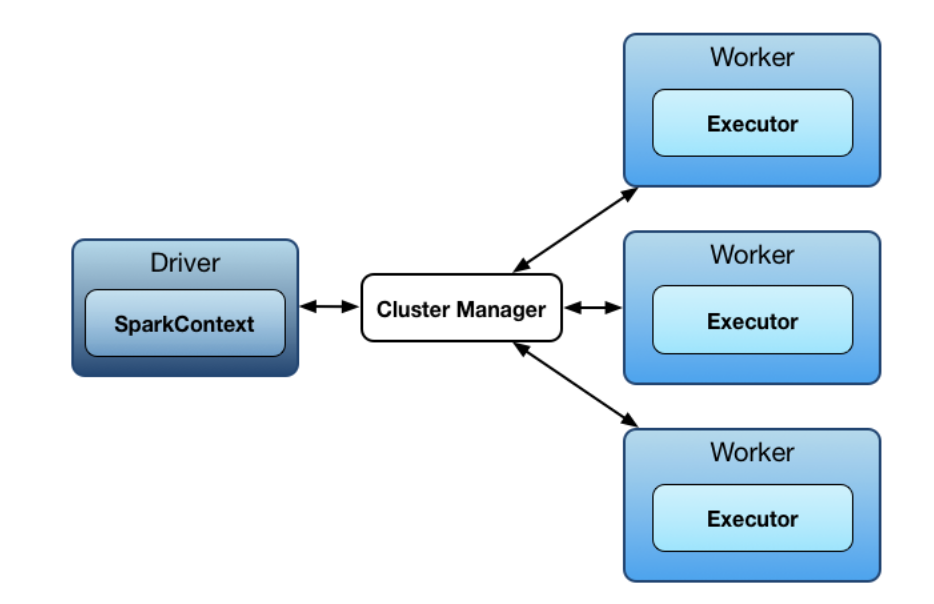 Driver
SparkContext
Cluster Manager
Worker
Executor
Worker
Executor
Worker
Executor